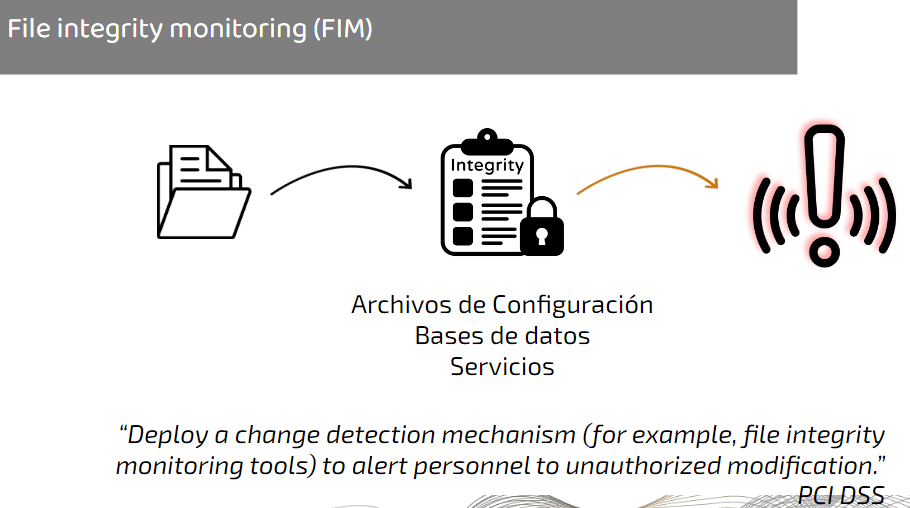 File integrity monitoring (FIM)
Integrity
Archivos de Configuración
Bases de datos
Servicios
“Deploy a change detection mechanism (for example, file integrity
monitoring tools) to alert personnel to unauthorized modification.”
PCI DSS